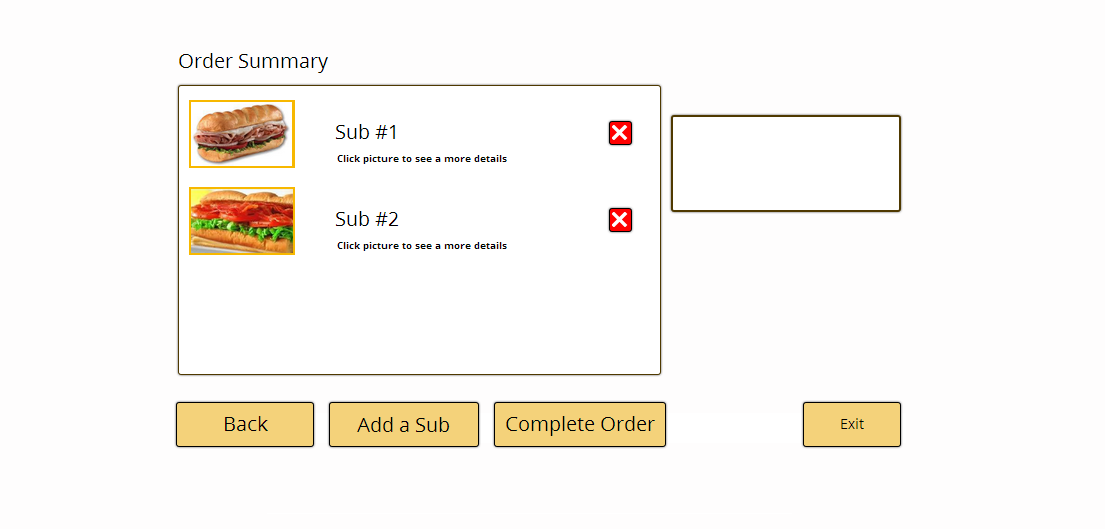 Order Summary
Sub #1
Click picture to see a more details
Sub #2
Click picture to see a more details
Back
Add a Sub
Complete Order
Exit